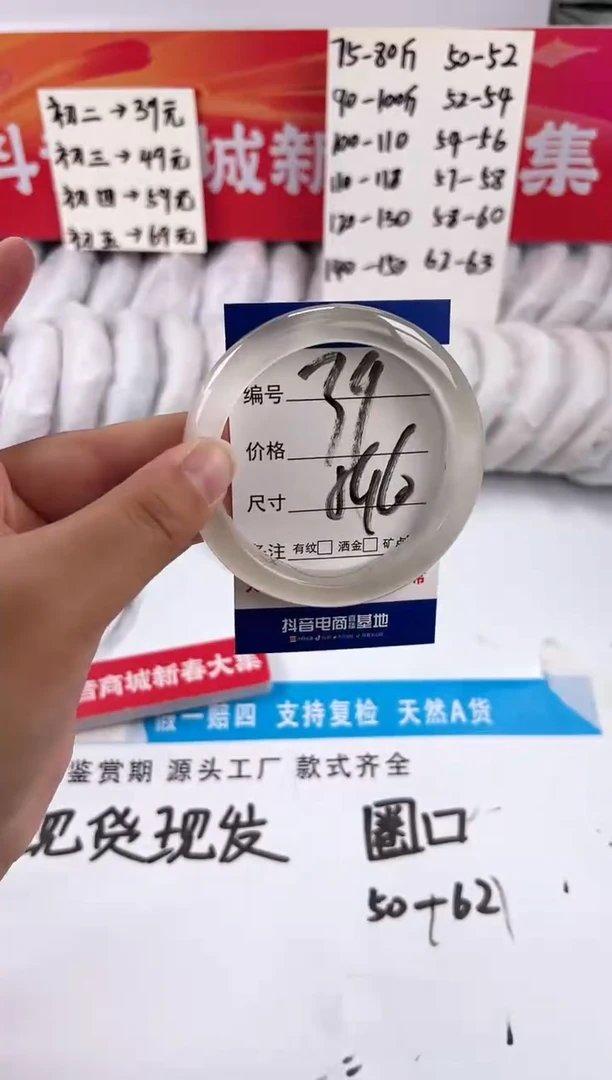 初二→39元
初三→49元
初四→59元
初五→69元
75-80斤 50-52
90-100斤 52-54
100-110 54-56
110-118 57-58
120-130 58-60
140-150 62-63
城新
集
编号
39
价格
尺寸
注 有纹□ 洒金□ 矿点
抖音电商 基地
商城新春大集
假一赔四 支持复检 天然A货
鉴赏期 源头工厂 款式齐全
现货现发 圈口
50-62